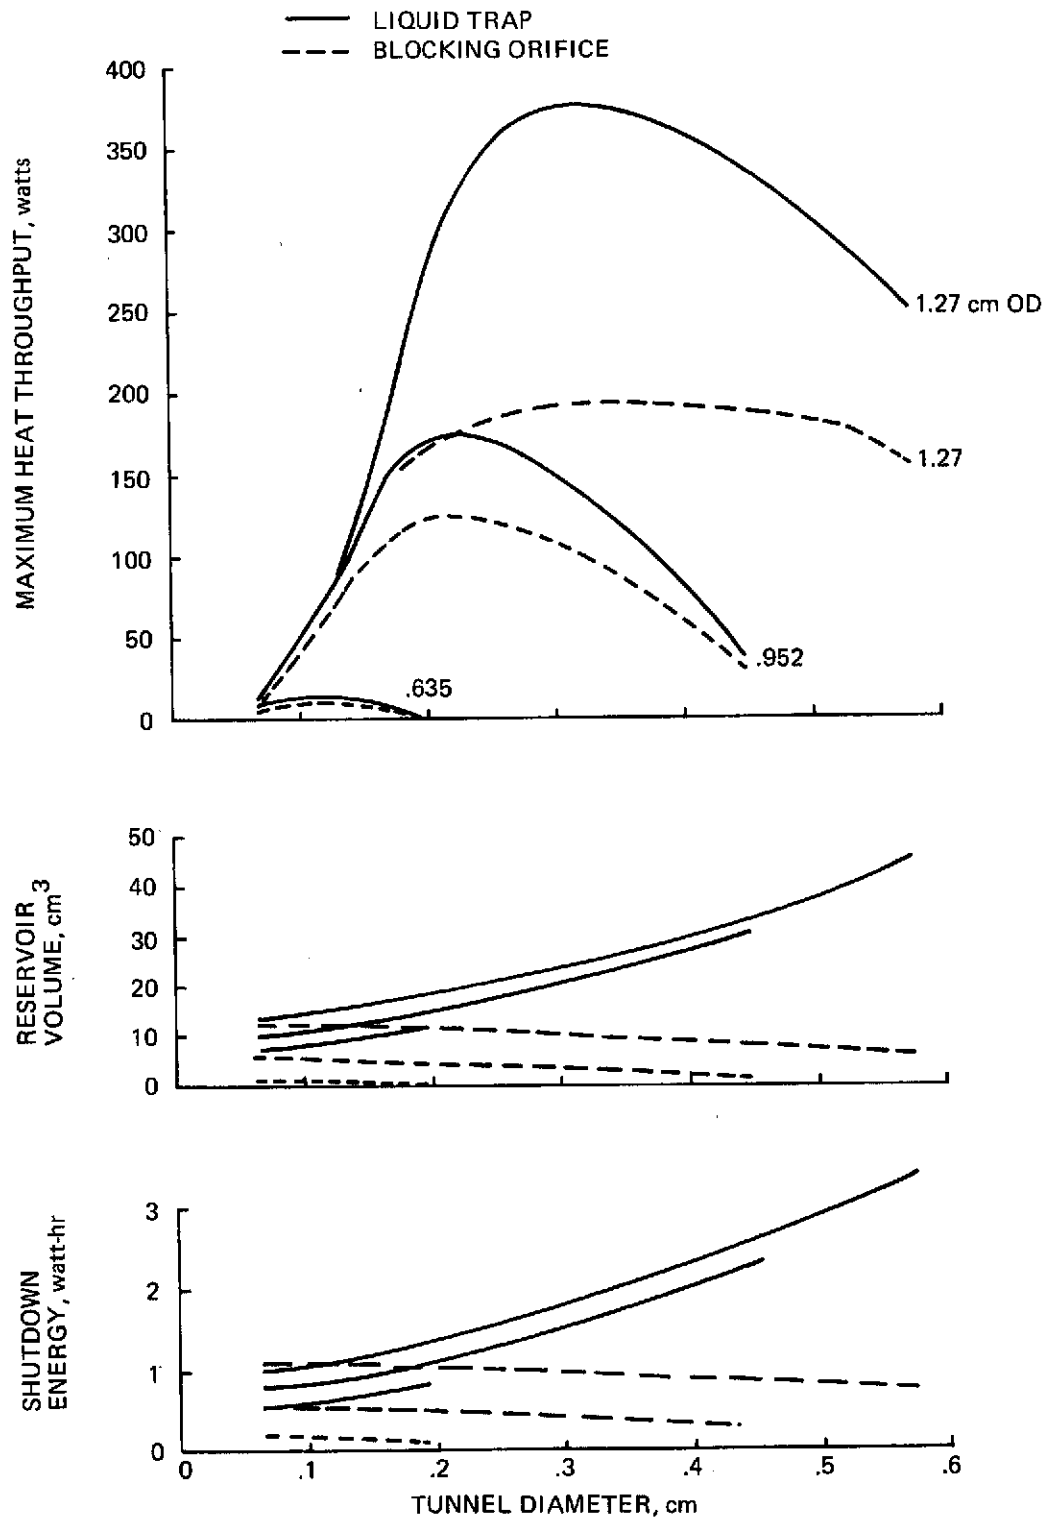 LIQUID TRAP
BLOCKING ORIFICE
MAXIMUM HEAT THROUGHPUT, watts
400
350
300
250
200
150
100
50
0
1.27 cm OD
1.27
.952
.635
RESERVOIR
VOLUME, cm3
50
40
30
20
10
0
SHUTDOWN
ENERGY, watt-hr
3
2
1
0
0 .1 .2 .3 .4 .5 .6
TUNNEL DIAMETER, cm